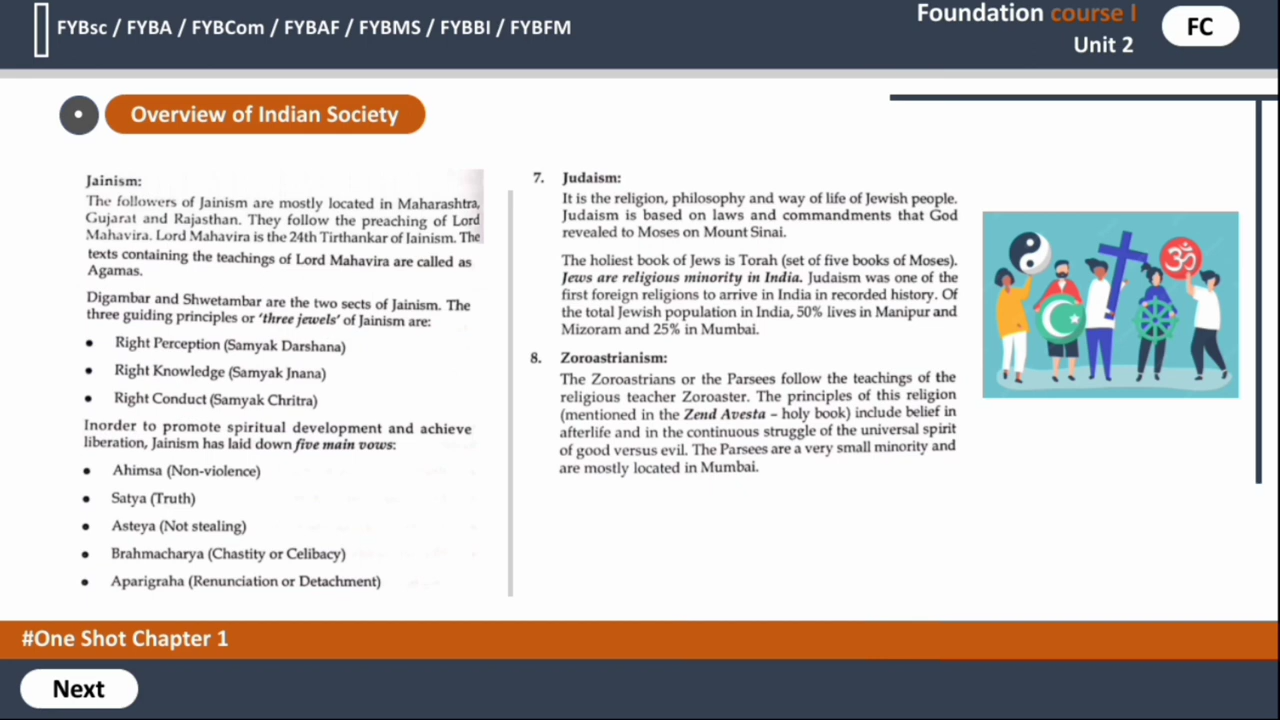 FYBsc / FYBA / FYBCom / FYBAF / FYBMS / FYBBI / FYBFM
Foundation course I
Unit 2
FC
Overview of Indian Society
Jainism:
The followers of Jainism are mostly located in Maharashtra,
Gujarat and Rajasthan. They follow the preaching of Lord
Mahavira. Lord Mahavira is the 24th Tirthankar of Jainism. The
texts containing the teachings of Lord Mahavira are called as
Agamas.
Digambar and Shwetambar are the two sects of Jainism. The
three guiding principles or 'three jewels' of Jainism are:
• Right Perception (Samyak Darshana)
• Right Knowledge (Samyak Jnana)
• Right Conduct (Samyak Chritra)
Inorder to promote spiritual development and achieve
liberation, Jainism has laid down five main vows:
• Ahimsa (Non-violence)
• Satya (Truth)
• Asteya (Not stealing)
• Brahmacharya (Chastity or Celibacy)
• Aparigraha (Renunciation or Detachment)
7. Judaism:
It is the religion, philosophy and way of life of Jewish people.
Judaism is based on laws and commandments that God
revealed to Moses on Mount Sinai.
The holiest book of Jews is Torah (set of five books of Moses).
Jews are religious minority in India. Judaism was one of the
first foreign religions to arrive in India in recorded history. Of
the total Jewish population in India, 50% lives in Manipur and
Mizoram and 25% in Mumbai.
8. Zoroastrianism:
The Zoroastrians or the Parsees follow the teachings of the
religious teacher Zoroaster. The principles of this religion
(mentioned in the Zend Avesta – holy book) include belief in
afterlife and in the continuous struggle of the universal spirit
of good versus evil. The Parsees are a very small minority and
are mostly located in Mumbai.
ॐ
#One Shot Chapter 1
Next